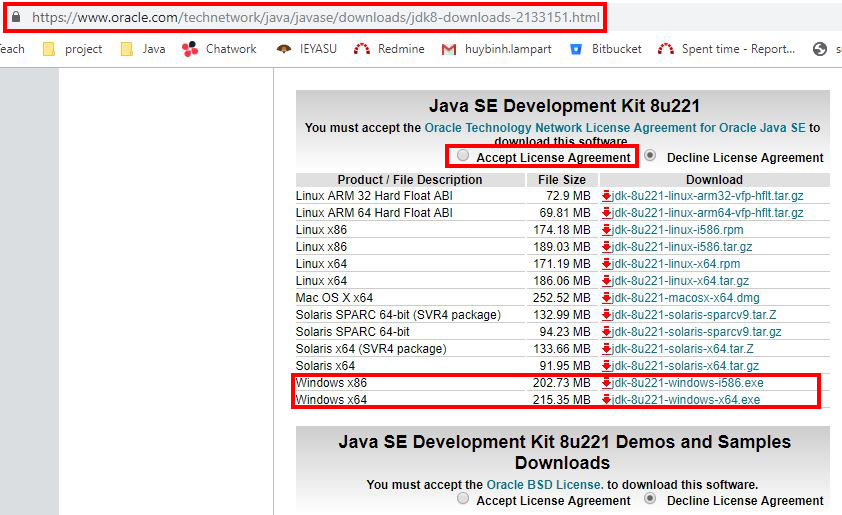 https://www.oracle.com/technetwork/java/javase/downloads/jdk8-downloads-2133151.html
Teach project Java Chatwork IEYASU Redmine huybinh.lampart Bitbucket Spent time - Reporta...
Java SE Development Kit 8u221
You must accept the Oracle Technology Network License Agreement for Oracle Java SE to
download this software.
Accept License Agreement Decline License Agreement
Product / File Description File Size Download
Linux ARM 32 Hard Float ABI 72.9 MB jdk-8u221-linux-arm32-vfp-hflt.tar.gz
Linux ARM 64 Hard Float ABI 69.81 MB jdk-8u221-linux-arm64-vfp-hflt.tar.gz
Linux x86 174.18 MB jdk-8u221-linux-i586.rpm
Linux x86 189.03 MB jdk-8u221-linux-i586.tar.gz
Linux x64 171.19 MB jdk-8u221-linux-x64.rpm
Linux x64 186.06 MB jdk-8u221-linux-x64.tar.gz
Mac OS X x64 252.52 MB jdk-8u221-macosx-x64.dmg
Solaris SPARC 64-bit (SVR4 package) 132.99 MB jdk-8u221-solaris-sparcv9.tar.Z
Solaris SPARC 64-bit 94.23 MB jdk-8u221-solaris-sparcv9.tar.gz
Solaris x64 (SVR4 package) 133.66 MB jdk-8u221-solaris-x64.tar.Z
Solaris x64 91.95 MB jdk-8u221-solaris-x64.tar.gz
Windows x86 202.73 MB jdk-8u221-windows-i586.exe
Windows x64 215.35 MB jdk-8u221-windows-x64.exe
Java SE Development Kit 8u221 Demos and Samples
Downloads
You must accept the Oracle BSD License. to download this software.
Accept License Agreement Decline License Agreement